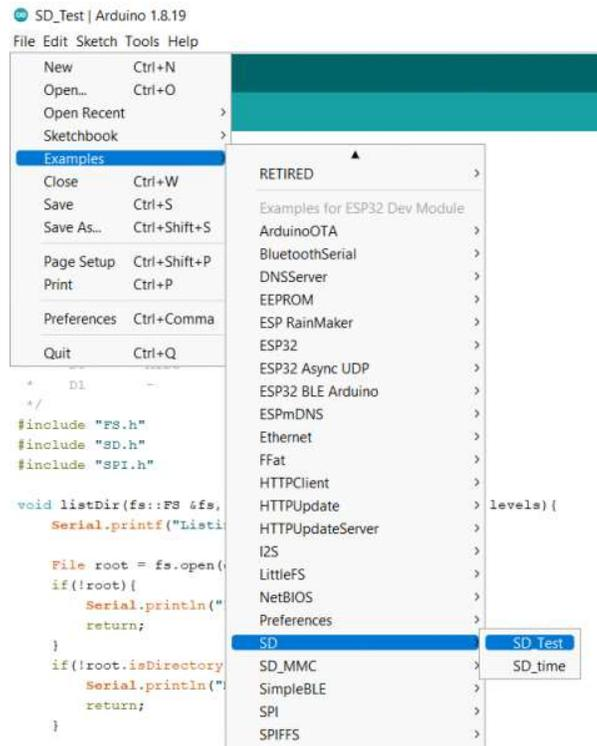 SD_Test | Arduino 1.8.19
File Edit Sketch Tools Help
New Ctrl+N
Open... Ctrl+O
Open Recent
Sketchbook
Examples
Close Ctrl+W
Save Ctrl+S
Save As... Ctrl+Shift+S
Page Setup Ctrl+Shift+P
Print Ctrl+P
Preferences Ctrl+Comma
Quit Ctrl+Q
RETIRED
Examples for ESP32 Dev Module
ArduinoOTA
BluetoothSerial
DNSServer
EEPROM
ESP RainMaker
ESP32
ESP32 Async UDP
ESP32 BLE Arduino
ESPmDNS
Ethernet
FFat
HTTPClient
HTTPUpdate
HTTPUpdateServer
I2S
LittleFS
NetBIOS
Preferences
SD
SD_MMC
SimpleBLE
SPI
SPIFFS
SD_Test
SD_time
* D1 -
*/
#include "FS.h"
#include "SD.h"
#include "SPI.h"
void listDir(fs::FS &fs, levels){
Serial.printf("Listi
File root = fs.open(
if(!root){
Serial.println("
return;
}
if(!root.isDirectory
Serial.println("
return;
}